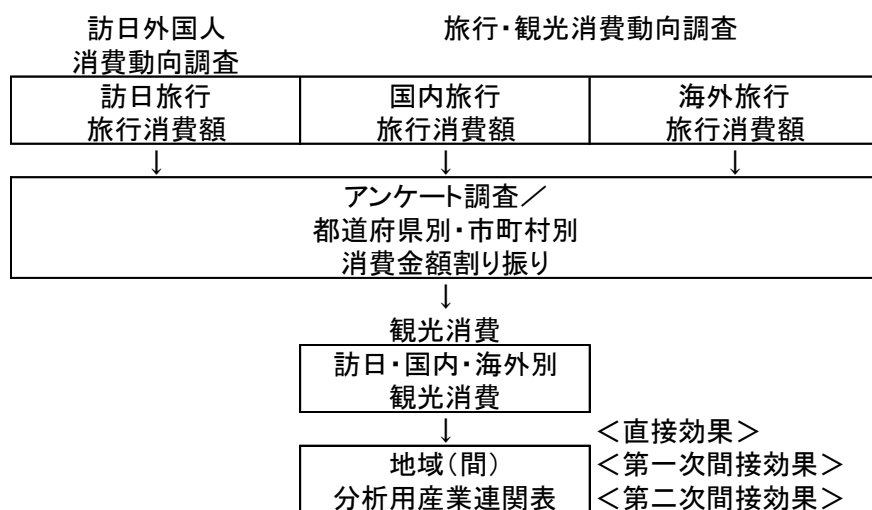 訪日外国人
消費動向調査
旅行・観光消費動向調査
訪日旅行
旅行消費額
国内旅行
旅行消費額
海外旅行
旅行消費額
↓ ↓ ↓
アンケート調査／
都道府県別・市町村別
消費金額割り振り
↓
観光消費
訪日・国内・海外別
観光消費
↓ ＜直接効果＞
地域（間） ＜第一次間接効果＞
分析用産業連関表 ＜第二次間接効果＞